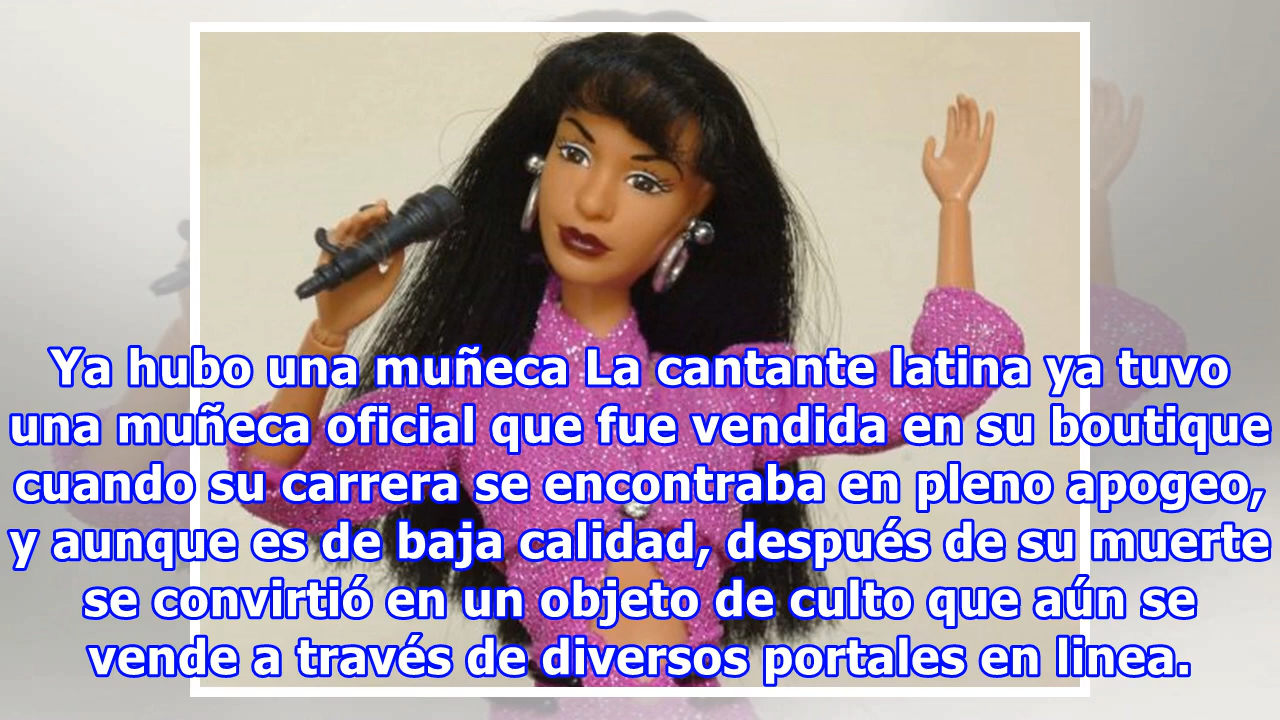 Ya hubo una muñeca La cantante latina ya tuvo
una muñeca oficial que fue vendida en su boutique
cuando su carrera se encontraba en pleno apogeo,
y aunque es de baja calidad, después de su muerte
se convirtió en un objeto de culto que aún se
vende a través de diversos portales en linea.